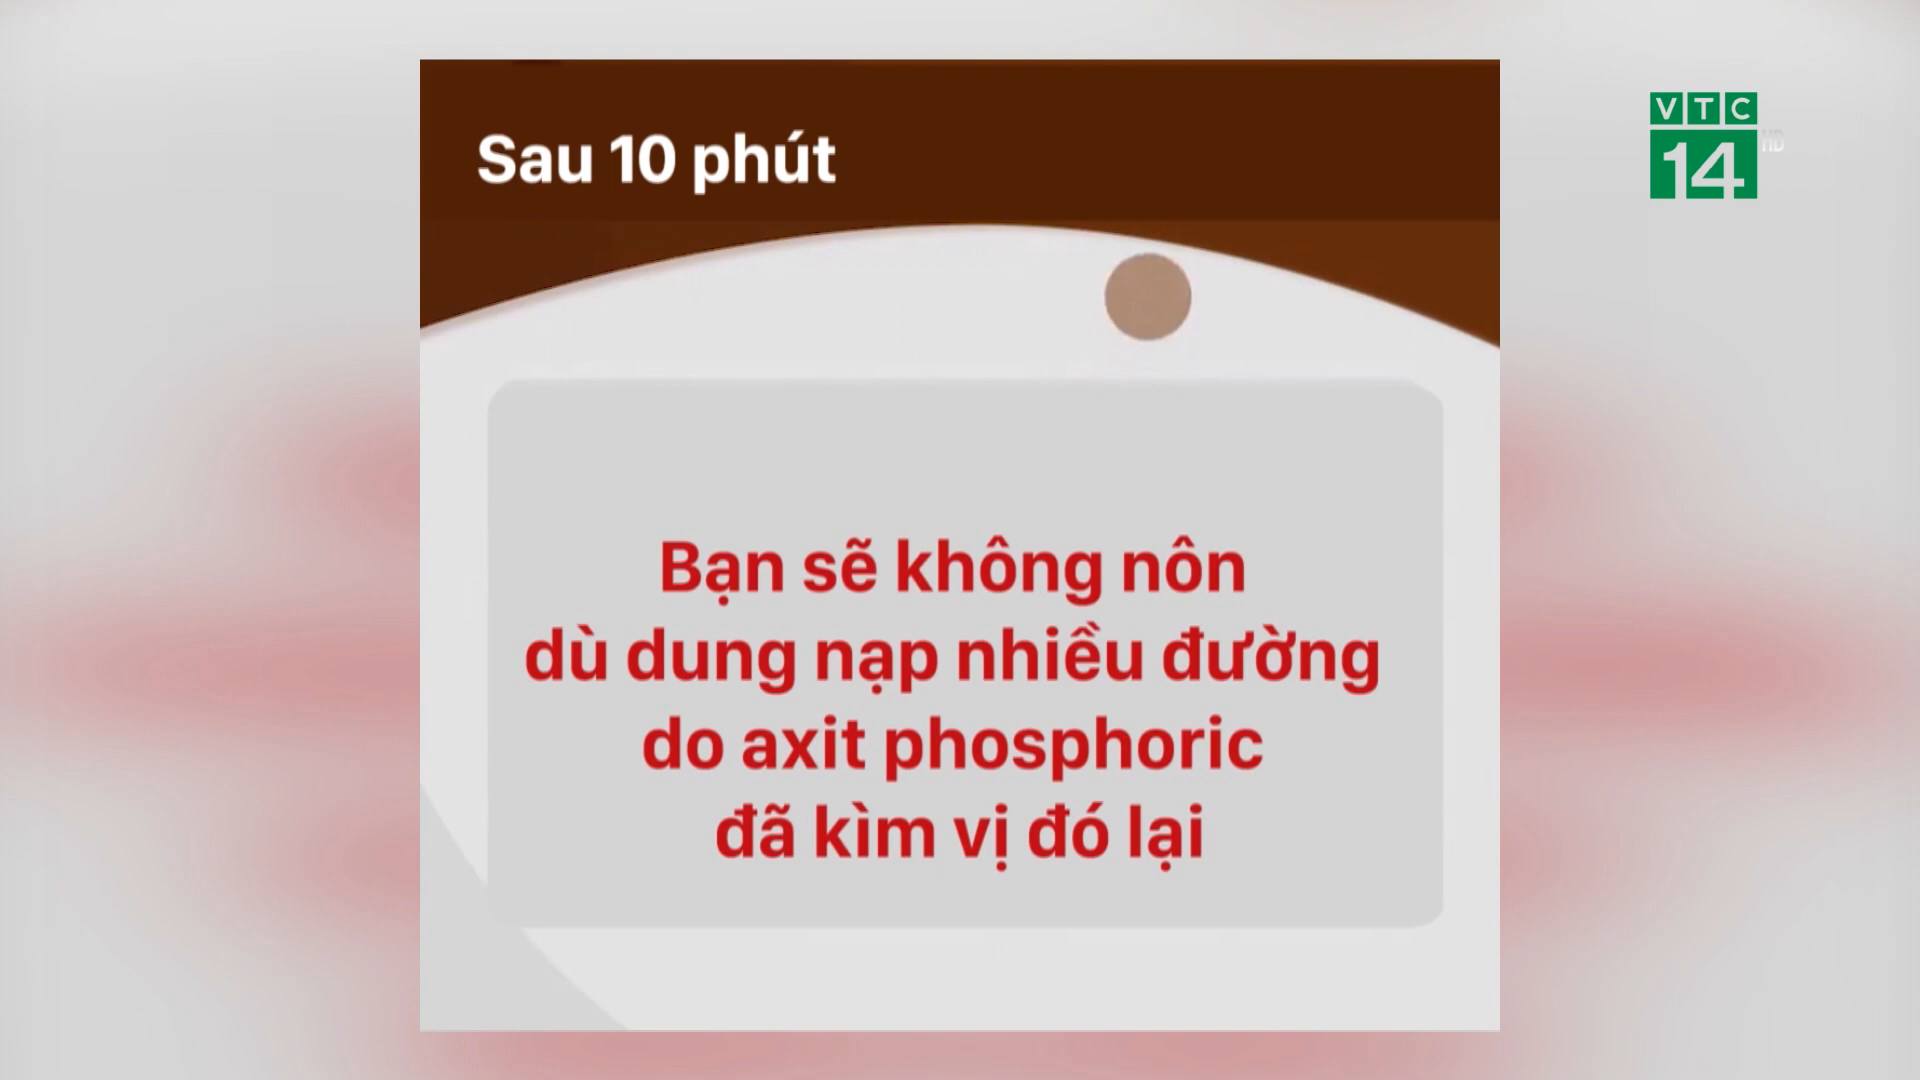 Sau 10 phút
VTC
14
HD
Bạn sẽ không nôn
dù dung nạp nhiều đường
do axit phosphoric
đã kìm vị đó lại